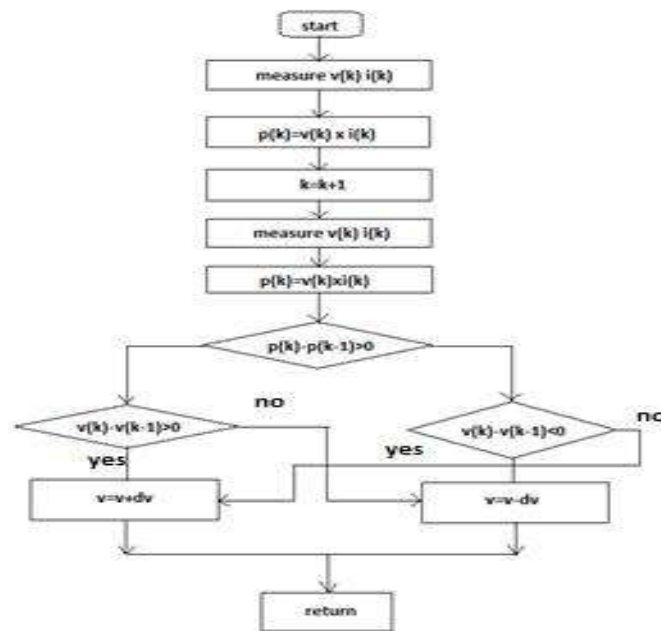 start
measure v(k) i(k)
p(k)=v(k) x i(k)
k=k+1
measure v(k) i(k)
p(k)=v(k)xi(k)
p(k)-p(k-1)>0
v(k)-v(k-1)>0
no
v(k)-v(k-1)<0
no
yes
yes
v=v+dv
v=v-dv
return